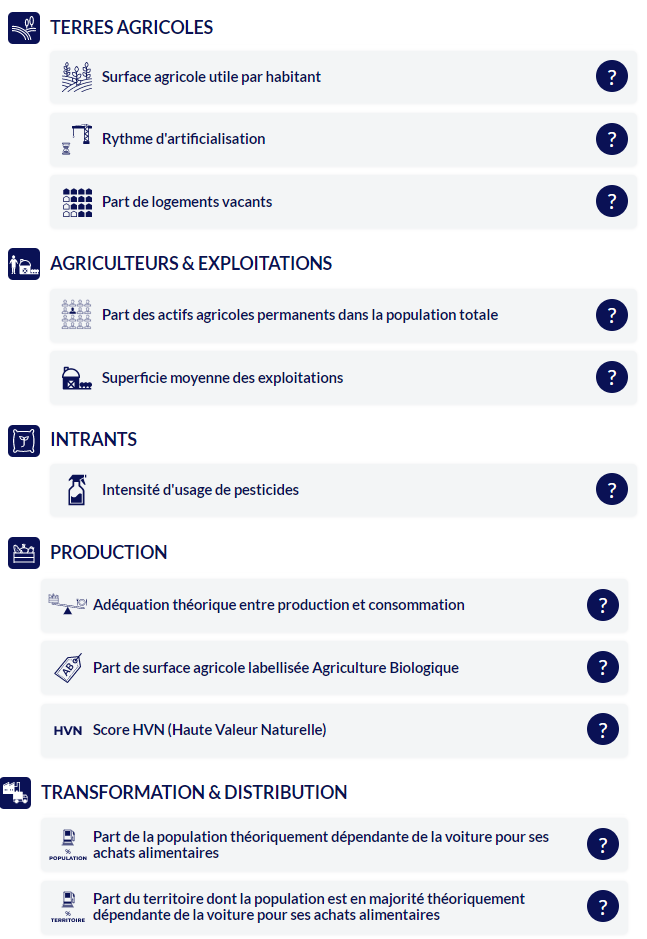 TERRES AGRICOLES
Surface agricole utile par habitant
?
Rythme d'artificialisation
?
Part de logements vacants
?
AGRICULTEURS & EXPLOITATIONS
Part des actifs agricoles permanents dans la population totale
?
Superficie moyenne des exploitations
?
INTRANTS
Intensité d'usage de pesticides
?
PRODUCTION
Adéquation théorique entre production et consommation
?
AB
Part de surface agricole labellisée Agriculture Biologique
?
HVN
Score HVN (Haute Valeur Naturelle)
?
TRANSFORMATION & DISTRIBUTION
%
POPULATION
Part de la population théoriquement dépendante de la voiture pour ses
achats alimentaires
?
%
TERRITOIRE
Part du territoire dont la population est en majorité théoriquement
dépendante de la voiture pour ses achats alimentaires
?